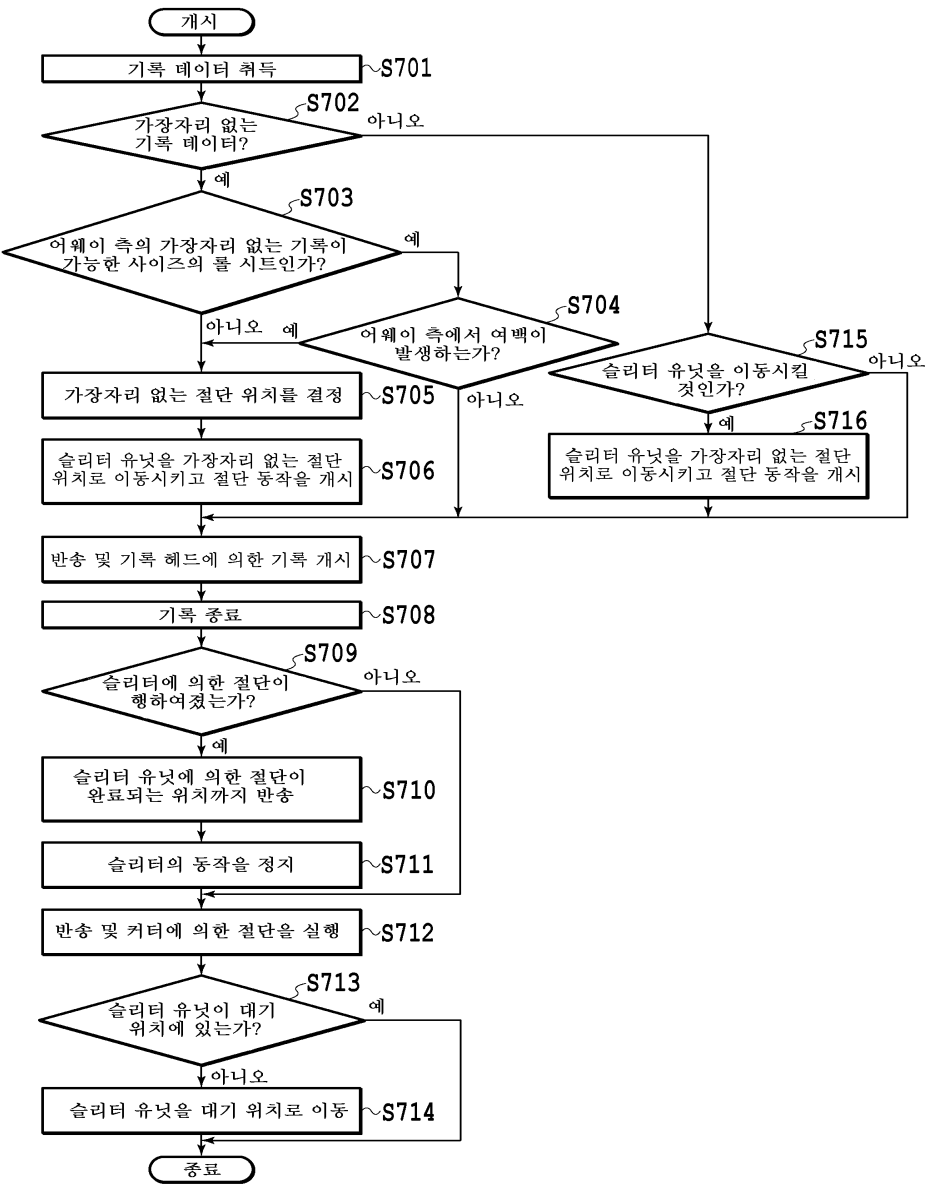 개시
기록 데이터 취득
S701
S702
가장자리 없는
기록 데이터?
아니오
예
S703
어웨이 측의 가장자리 없는 기록이
가능한 사이즈의 롤 시트인가?
예
아니오
S704
어웨이 측에서 여백이
발생하는가?
예
아니오
S715
슬리터 유닛을 이동시킬
것인가?
아니오
예
가장자리 없는 절단 위치를 결정
S705
S716
슬리터 유닛을 가장자리 없는 절단
위치로 이동시키고 절단 동작을 개시
슬리터 유닛을 가장자리 없는 절단
위치로 이동시키고 절단 동작을 개시
S706
반송 및 기록 헤드에 의한 기록 개시
S707
기록 종료
S708
S709
슬리터에 의한 절단이
행하여졌는가?
아니오
예
슬리터 유닛에 의한 절단이
완료되는 위치까지 반송
S710
슬리터의 동작을 정지
S711
반송 및 커터에 의한 절단을 실행
S712
S713
슬리터 유닛이 대기
위치에 있는가?
예
아니오
슬리터 유닛을 대기 위치로 이동
S714
종료